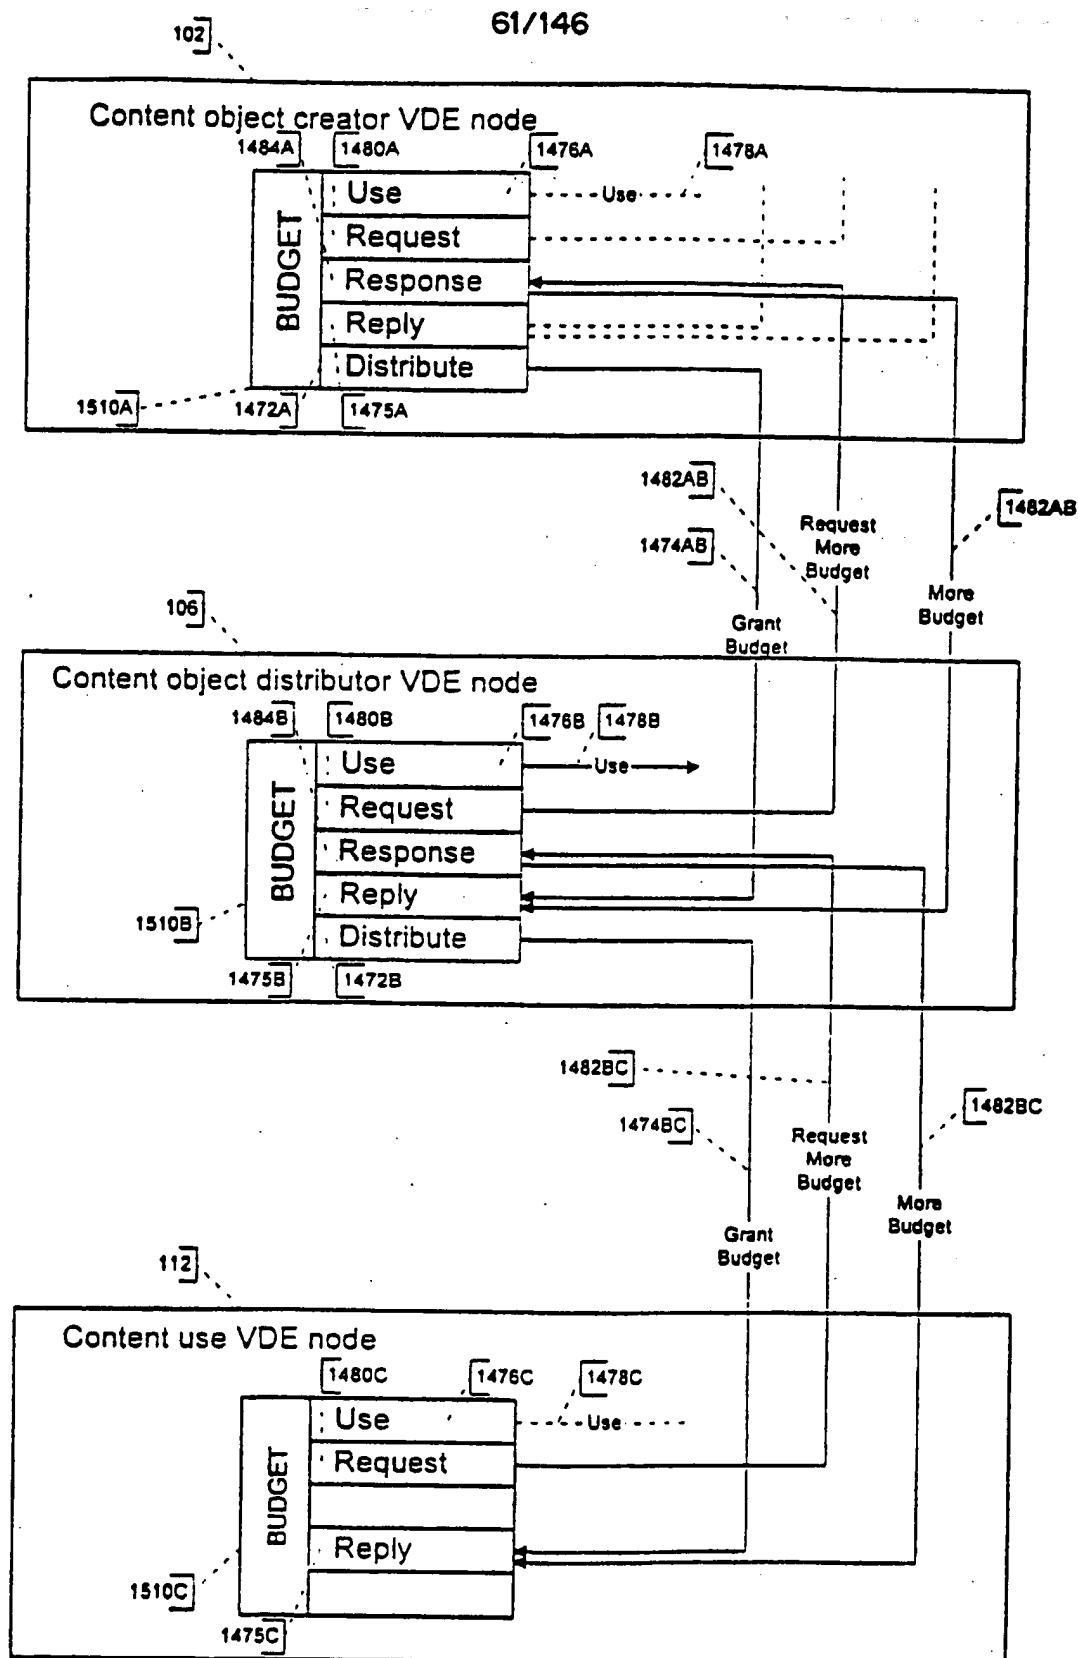 61/146
102
Content object creator VDE node
1484A
1480A
1476A
1478A
BUDGET
Use
Use
Request
Response
Reply
Distribute
1510A
1472A
1475A
1482AB
1482AB
1474AB
Request
More
Budget
More
Budget
Grant
Budget
106
Content object distributor VDE node
1484B
1480B
1476B
1478B
BUDGET
Use
Use
Request
Response
Reply
Distribute
1510B
1475B
1472B
1482BC
1482BC
1474BC
Request
More
Budget
More
Budget
Grant
Budget
112
Content use VDE node
1480C
1476C
1478C
BUDGET
Use
Use
Request
Reply
1510C
1475C